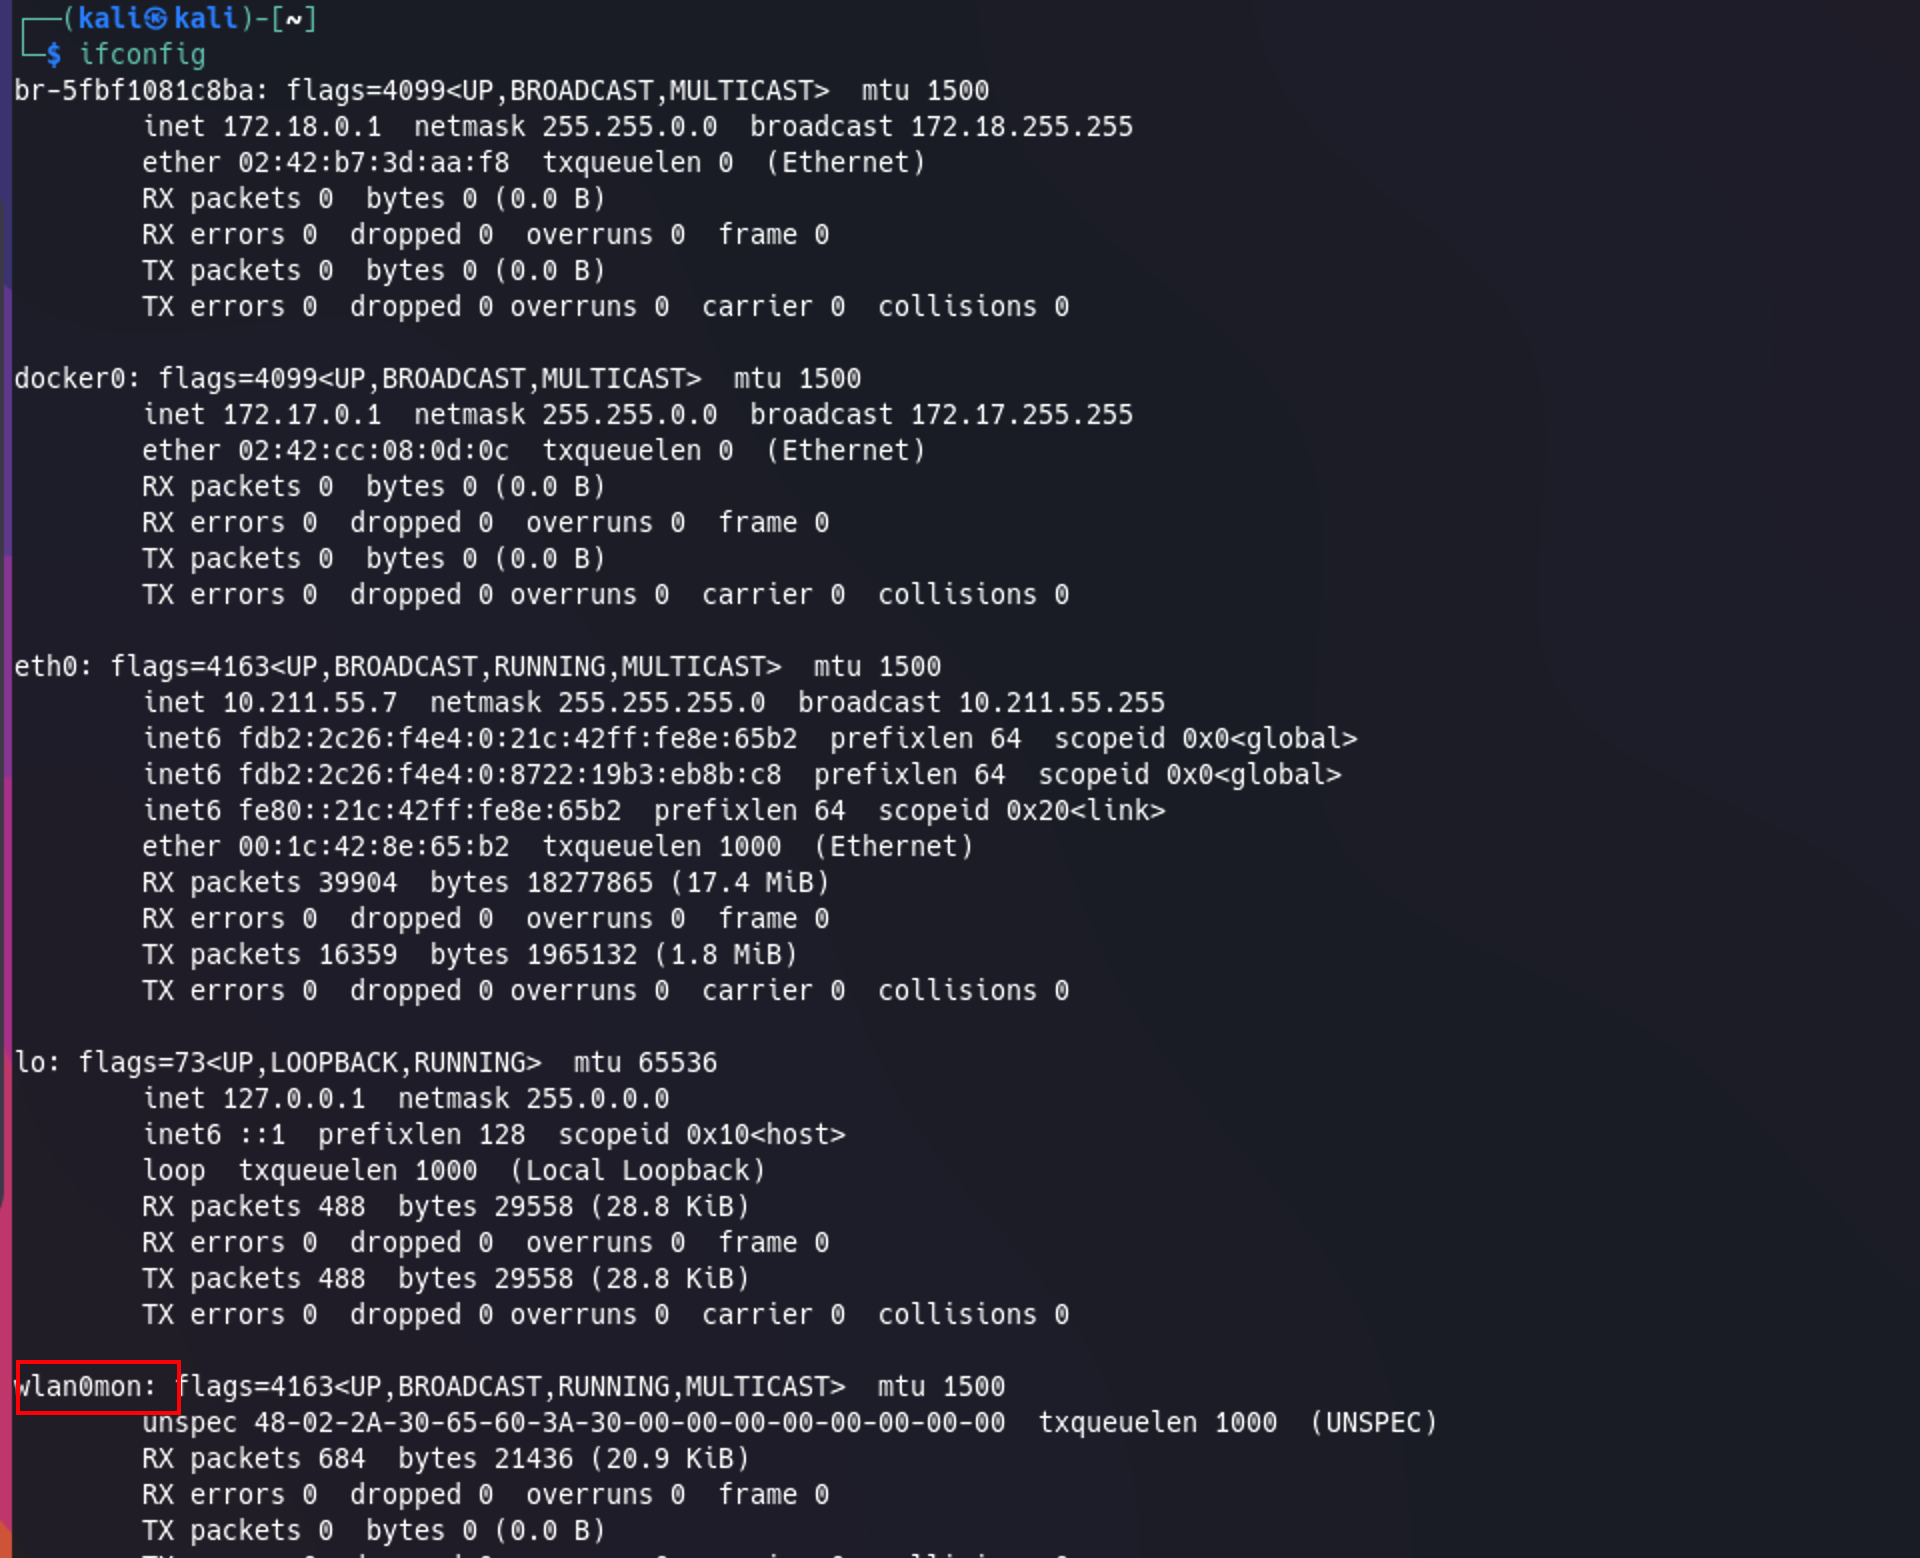 ┌──(kali㉿kali)-[~]
└─$ ifconfig
br-5fbf1081c8ba: flags=4099<UP,BROADCAST,MULTICAST>  mtu 1500
        inet 172.18.0.1  netmask 255.255.0.0  broadcast 172.18.255.255
        ether 02:42:b7:3d:aa:f8  txqueuelen 0  (Ethernet)
        RX packets 0  bytes 0 (0.0 B)
        RX errors 0  dropped 0  overruns 0  frame 0
        TX packets 0  bytes 0 (0.0 B)
        TX errors 0  dropped 0 overruns 0  carrier 0  collisions 0

docker0: flags=4099<UP,BROADCAST,MULTICAST>  mtu 1500
        inet 172.17.0.1  netmask 255.255.0.0  broadcast 172.17.255.255
        ether 02:42:cc:08:0d:0c  txqueuelen 0  (Ethernet)
        RX packets 0  bytes 0 (0.0 B)
        RX errors 0  dropped 0  overruns 0  frame 0
        TX packets 0  bytes 0 (0.0 B)
        TX errors 0  dropped 0 overruns 0  carrier 0  collisions 0

eth0: flags=4163<UP,BROADCAST,RUNNING,MULTICAST>  mtu 1500
        inet 10.211.55.7  netmask 255.255.255.0  broadcast 10.211.55.255
        inet6 fdb2:2c26:f4e4:0:21c:42ff:fe8e:65b2  prefixlen 64  scopeid 0x0<global>
        inet6 fdb2:2c26:f4e4:0:8722:19b3:eb8b:c8  prefixlen 64  scopeid 0x0<global>
        inet6 fe80::21c:42ff:fe8e:65b2  prefixlen 64  scopeid 0x20<link>
        ether 00:1c:42:8e:65:b2  txqueuelen 1000  (Ethernet)
        RX packets 39904  bytes 18277865 (17.4 MiB)
        RX errors 0  dropped 0  overruns 0  frame 0
        TX packets 16359  bytes 1965132 (1.8 MiB)
        TX errors 0  dropped 0 overruns 0  carrier 0  collisions 0

lo: flags=73<UP,LOOPBACK,RUNNING>  mtu 65536
        inet 127.0.0.1  netmask 255.0.0.0
        inet6 ::1  prefixlen 128  scopeid 0x10<host>
        loop  txqueuelen 1000  (Local Loopback)
        RX packets 488  bytes 29558 (28.8 KiB)
        RX errors 0  dropped 0  overruns 0  frame 0
        TX packets 488  bytes 29558 (28.8 KiB)
        TX errors 0  dropped 0 overruns 0  carrier 0  collisions 0

wlan0mon: flags=4163<UP,BROADCAST,RUNNING,MULTICAST>  mtu 1500
        unspec 48-02-2A-30-65-60-3A-30-00-00-00-00-00-00-00-00  txqueuelen 1000  (UNSPEC)
        RX packets 684  bytes 21436 (20.9 KiB)
        RX errors 0  dropped 0  overruns 0  frame 0
        TX packets 0  bytes 0 (0.0 B)